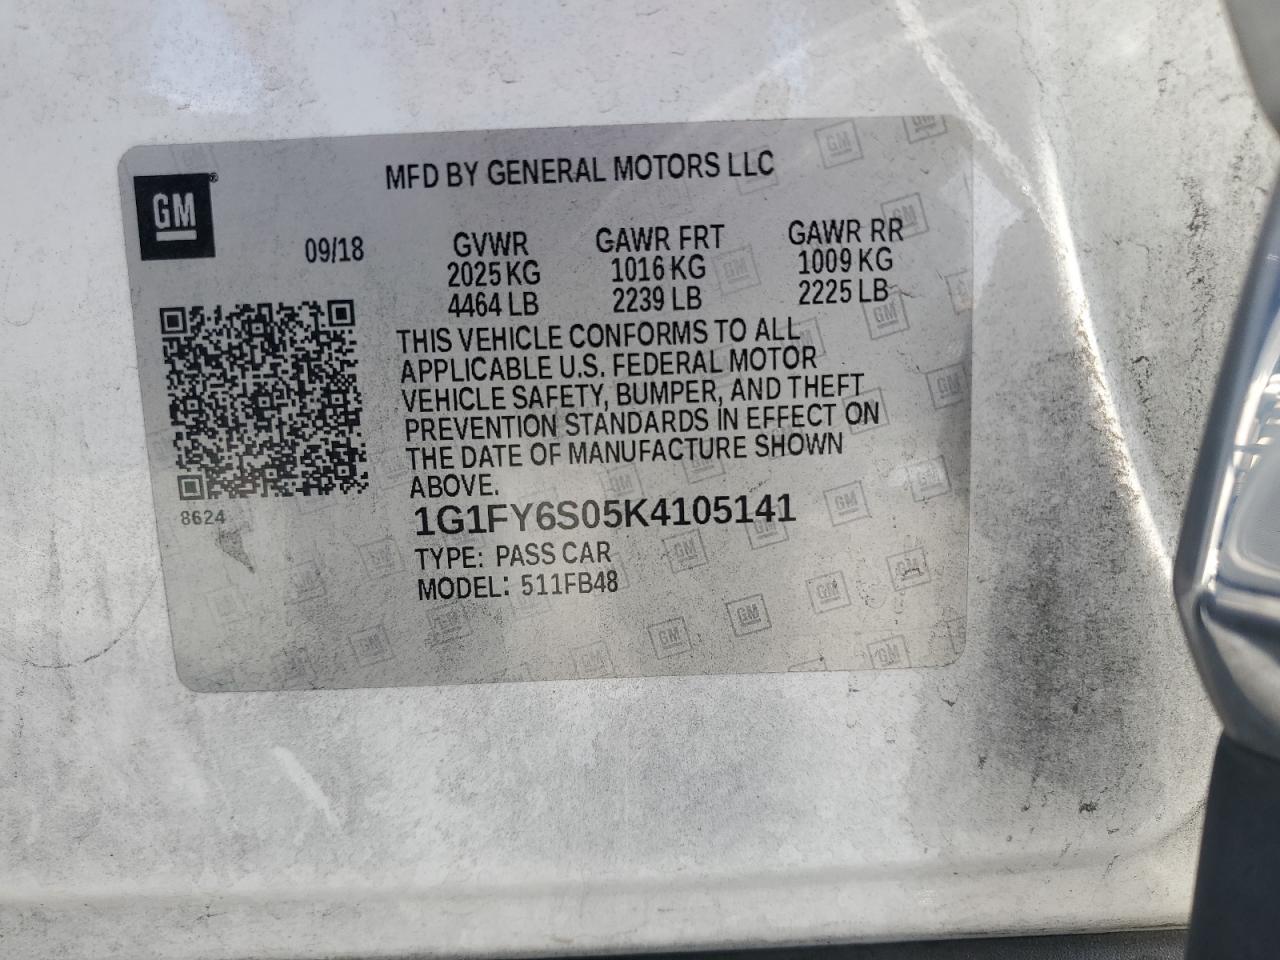 MFD BY GENERAL MOTORS LLC
GM®
09/18
GVWR GAWR FRT GAWR RR
2025 KG 1016 KG 1009 KG
4464 LB 2239 LB 2225 LB
THIS VEHICLE CONFORMS TO ALL
APPLICABLE U.S. FEDERAL MOTOR
VEHICLE SAFETY, BUMPER, AND THEFT
PREVENTION STANDARDS IN EFFECT ON
THE DATE OF MANUFACTURE SHOWN
ABOVE.
8624
1G1FY6S05K4105141
TYPE: PASS CAR
MODEL: 511FB48